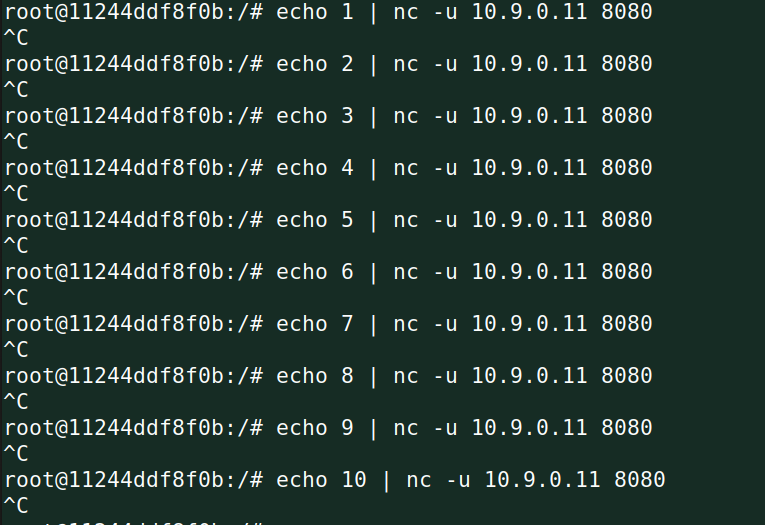 root@11244ddf8f0b:/# echo 1 | nc -u 10.9.0.11 8080
^C
root@11244ddf8f0b:/# echo 2 | nc -u 10.9.0.11 8080
^C
root@11244ddf8f0b:/# echo 3 | nc -u 10.9.0.11 8080
^C
root@11244ddf8f0b:/# echo 4 | nc -u 10.9.0.11 8080
^C
root@11244ddf8f0b:/# echo 5 | nc -u 10.9.0.11 8080
^C
root@11244ddf8f0b:/# echo 6 | nc -u 10.9.0.11 8080
^C
root@11244ddf8f0b:/# echo 7 | nc -u 10.9.0.11 8080
^C
root@11244ddf8f0b:/# echo 8 | nc -u 10.9.0.11 8080
^C
root@11244ddf8f0b:/# echo 9 | nc -u 10.9.0.11 8080
^C
root@11244ddf8f0b:/# echo 10 | nc -u 10.9.0.11 8080
^C